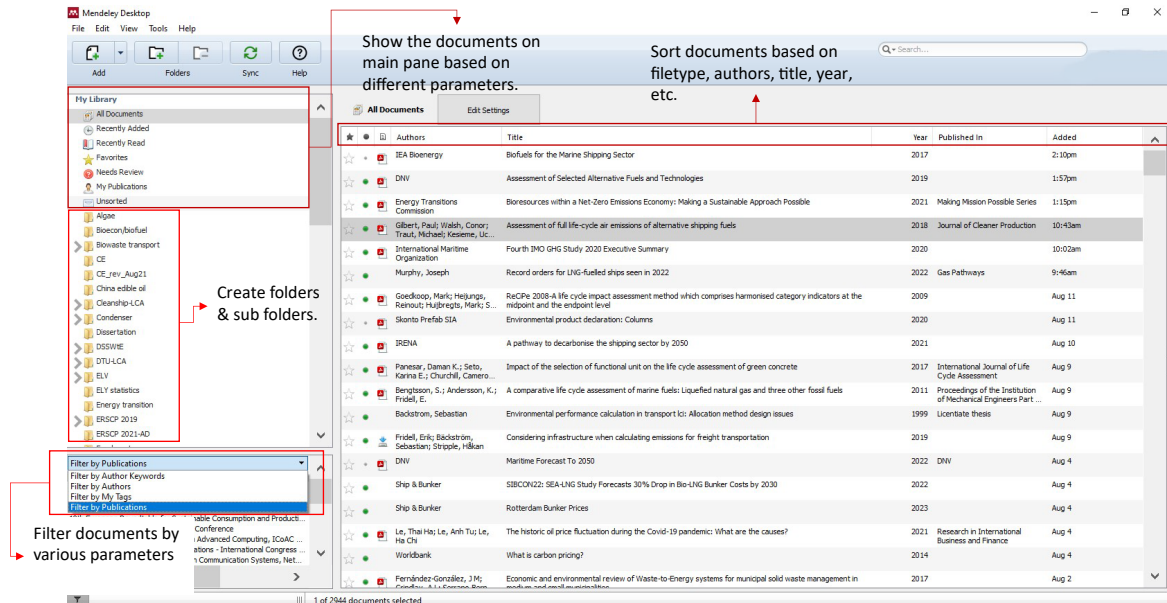 Mendeley Desktop
File Edit View Tools Help
Add Folders Sync Help
Show the documents on
main pane based on
different parameters.
Sort documents based on
filetype, authors, title, year,
etc.
Search...
My Library
All Documents
Recently Added
Recently Read
Favorites
Needs Review
My Publications
Unsorted
Algae
Bioecon/biofuel
Biowaste transport
CE
CE_rev_Aug21
China edible oil
Cleanship-LCA
Condenser
Dissertation
DSSWtE
DTU-LCA
ELV
ELY statistics
Energy transition
ERSCP 2019
ERSCP 2021-AD
Create folders
& sub folders.
Filter by Publications
Filter by Author Keywords
Filter by Authors
Filter by My Tags
Filter by Publications
nable Consumption and Producti...
Conference
Advanced Computing, ICoAC ...
ations - International Congress ...
n Communication Systems, Net...
Filter documents by
various parameters
All Documents Edit Settings
Authors Title Year Published In Added
IEA Bioenergy Biofuels for the Marine Shipping Sector 2017 2:10pm
DNV Assessment of Selected Alternative Fuels and Technologies 2019 1:57pm
Energy Transitions Bioresources within a Net-Zero Emissions Economy: Making a Sustainable Approach Possible 2021 Making Mission Possible Series 1:15pm
Commission
Gilbert, Paul; Walsh, Conor; Assessment of full life-cycle air emissions of alternative shipping fuels 2018 Journal of Cleaner Production 10:43am
Traut, Michael; Kesieme, Uc...
International Maritime Fourth IMO GHG Study 2020 Executive Summary 2020 10:02am
Organization
Murphy, Joseph Record orders for LNG-fuelled ships seen in 2022 2022 Gas Pathways 9:46am
Goedkoop, Mark; Heijungs, ReCiPe 2008-A life cycle impact assessment method which comprises harmonised category indicators at the 2009 Aug 11
Reinout; Huijbregts, Mark; S... midpoint and the endpoint level
Skonto Prefab SIA Environmental product declaration: Columns 2020 Aug 11
IRENA A pathway to decarbonise the shipping sector by 2050 2021 Aug 10
Panesar, Daman K.; Seto, Impact of the selection of functional unit on the life cycle assessment of green concrete 2017 International Journal of Life Aug 9
Karina E.; Churchill, Camero... Cycle Assessment
Bengtsson, S.; Andersson, K.; A comparative life cycle assessment of marine fuels: Liquefied natural gas and three other fossil fuels 2011 Proceedings of the Institution Aug 9
Fridell, E. of Mechanical Engineers Part ...
Backstrom, Sebastian Environmental performance calculation in transport lci: Allocation method design issues 1999 Licentiate thesis Aug 9
Fridell, Erik; Bäckström, Considering infrastructure when calculating emissions for freight transportation 2019 Aug 9
Sebastian; Stripple, Håkan
DNV Maritime Forecast To 2050 2022 DNV Aug 4
Ship & Bunker SIBCON22: SEA-LNG Study Forecasts 30% Drop in Bio-LNG Bunker Costs by 2030 2022 Aug 4
Ship & Bunker Rotterdam Bunker Prices 2023 Aug 4
Le, Thai Ha; Le, Anh Tu; Le, The historic oil price fluctuation during the Covid-19 pandemic: What are the causes? 2021 Research in International Aug 4
Ha Chi Business and Finance
Worldbank What is carbon pricing? 2014 Aug 4
Fernández-González, J M; Economic and environmental review of Waste-to-Energy systems for municipal solid waste management in 2017 Aug 2
medium and small municipalities
1 of 2944 documents selected